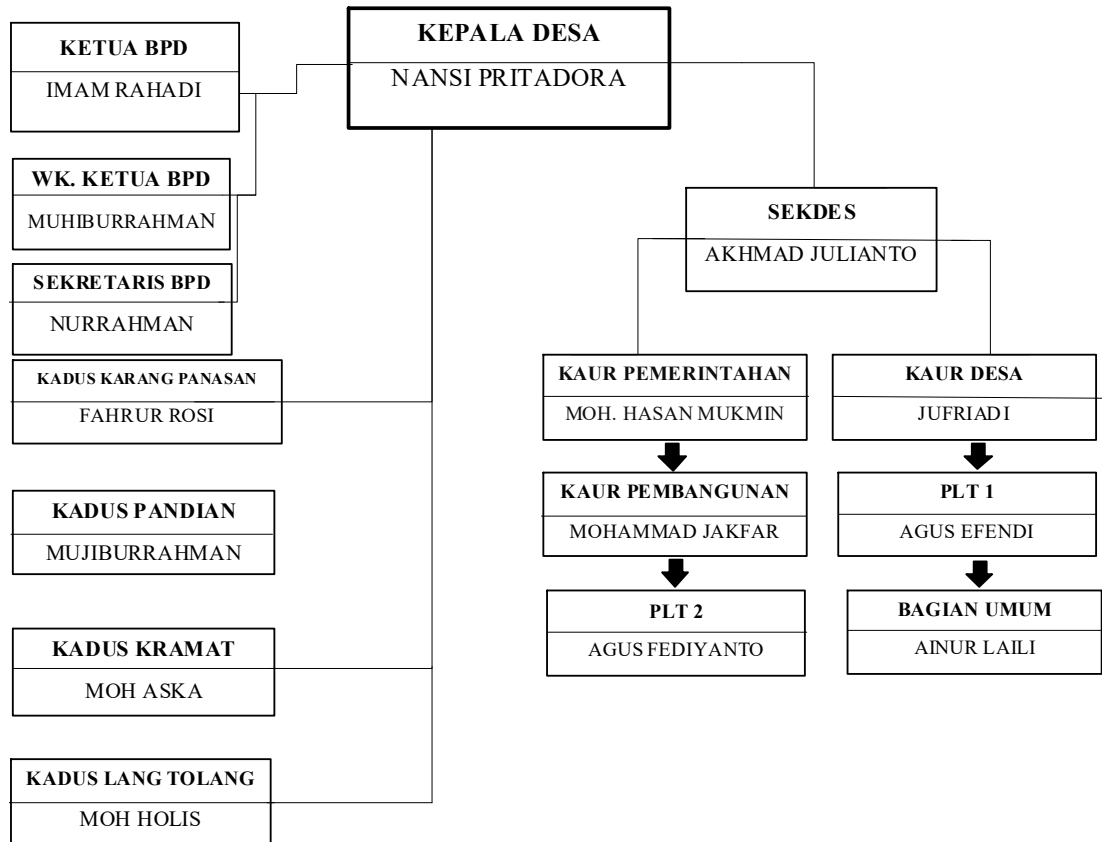 KEPALA DESA
NANSI PRITADORA
KETUA BPD
IMAM RAHADI
WK. KETUA BPD
MUHIBURRAHMAN
SEKRETARIS BPD
NURRAHMAN
KADUS KARANG PANASAN
FAHRUR ROSI
KADUS PANDIAN
MUJIBURRAHMAN
KADUS KRAMAT
MOH ASKA
KADUS LANG TOLANG
MOH HOLIS
SEKDES
AKHMAD JULIANTO
KAUR PEMERINTAHAN
MOH. HASAN MUKMIN
KAUR PEMBANGUNAN
MOHAMMAD JAKFAR
PLT 2
AGUS FEDIYANTO
KAUR DESA
JUFRIADI
PLT 1
AGUS EFENDI
BAGIAN UMUM
AINUR LAILI